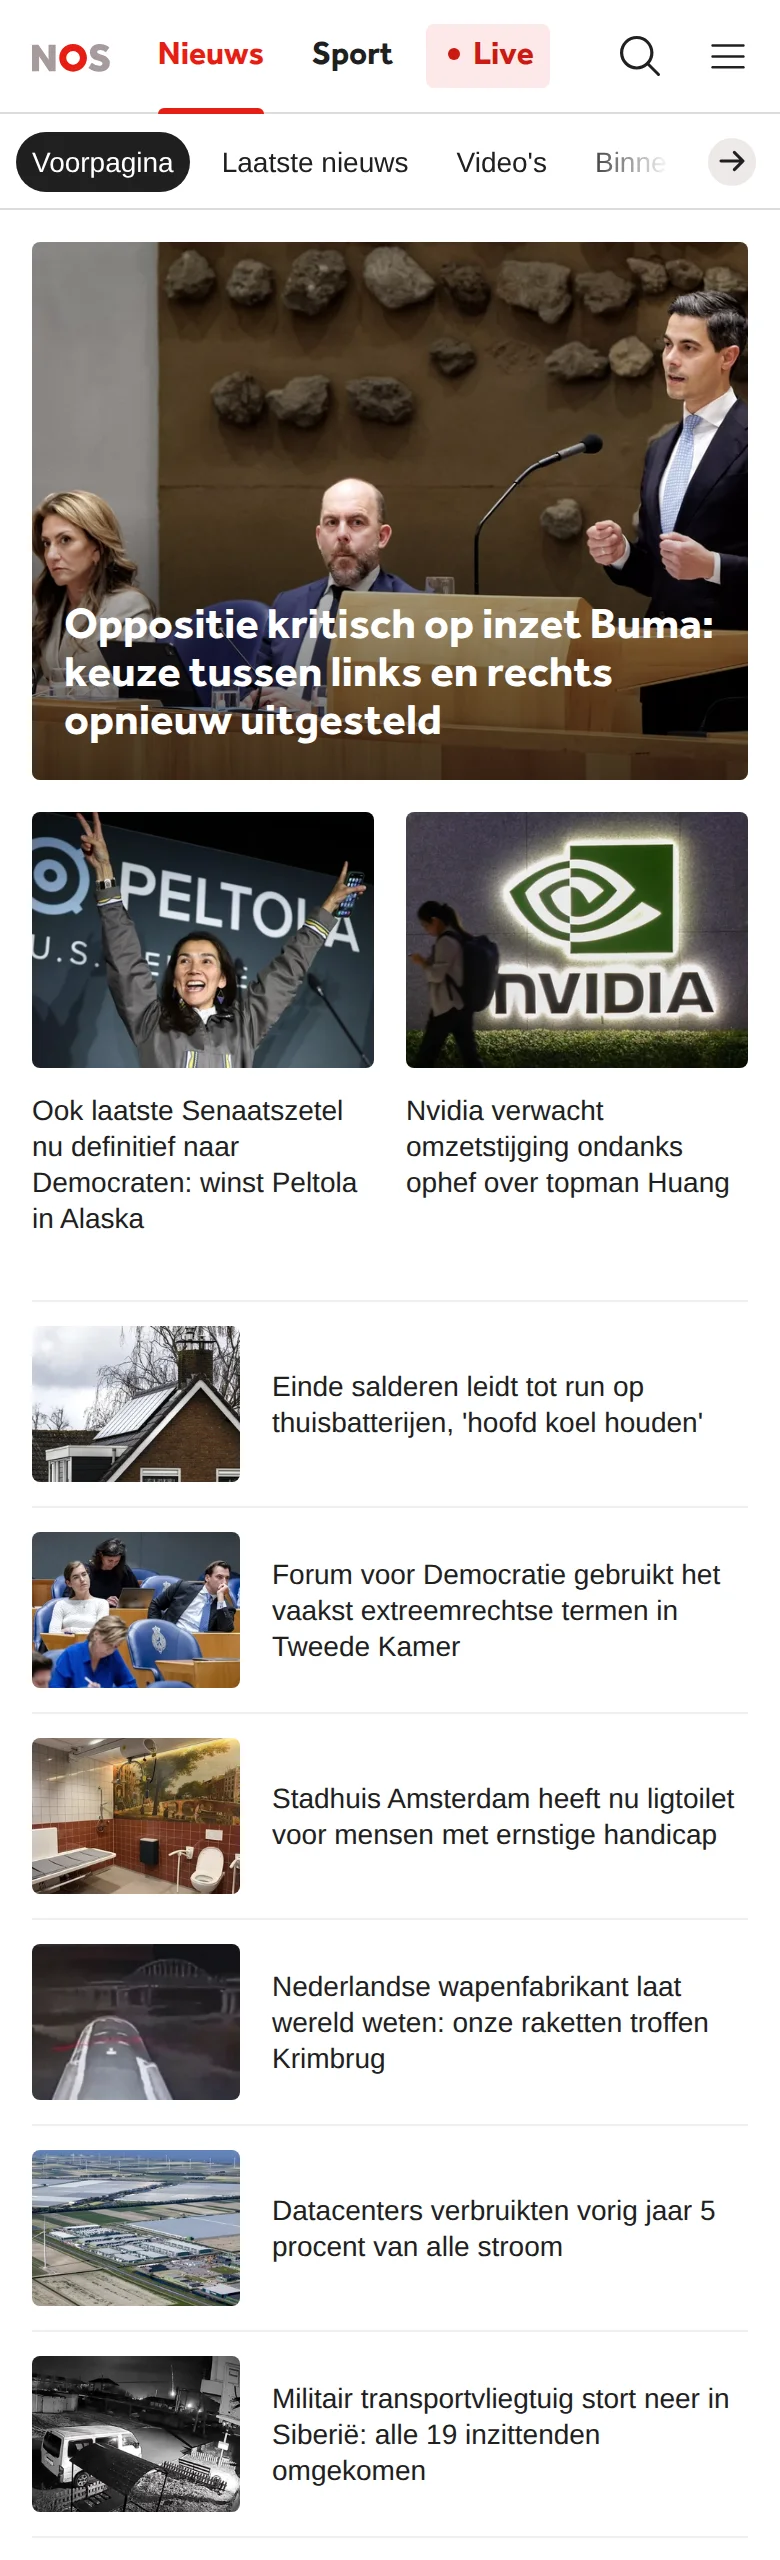 NOS
Nieuws
Sport
Live
Voorpagina
Laatste nieuws
Video's
Binne
Oppositie kritisch op inzet Buma:
keuze tussen links en rechts
opnieuw uitgesteld
PELTOLA
U.S.
NVIDIA
Ook laatste Senaatszetel
nu definitief naar
Democraten: winst Peltola
in Alaska
Nvidia verwacht
omzetstijging ondanks
ophef over topman Huang
Einde salderen leidt tot run op
thuisbatterijen, 'hoofd koel houden'
Forum voor Democratie gebruikt het
vaakst extreemrechtse termen in
Tweede Kamer
Stadhuis Amsterdam heeft nu ligtoilet
voor mensen met ernstige handicap
Nederlandse wapenfabrikant laat
wereld weten: onze raketten troffen
Krimbrug
Datacenters verbruikten vorig jaar 5
procent van alle stroom
Militair transportvliegtuig stort neer in
Siberië: alle 19 inzittenden
omgekomen